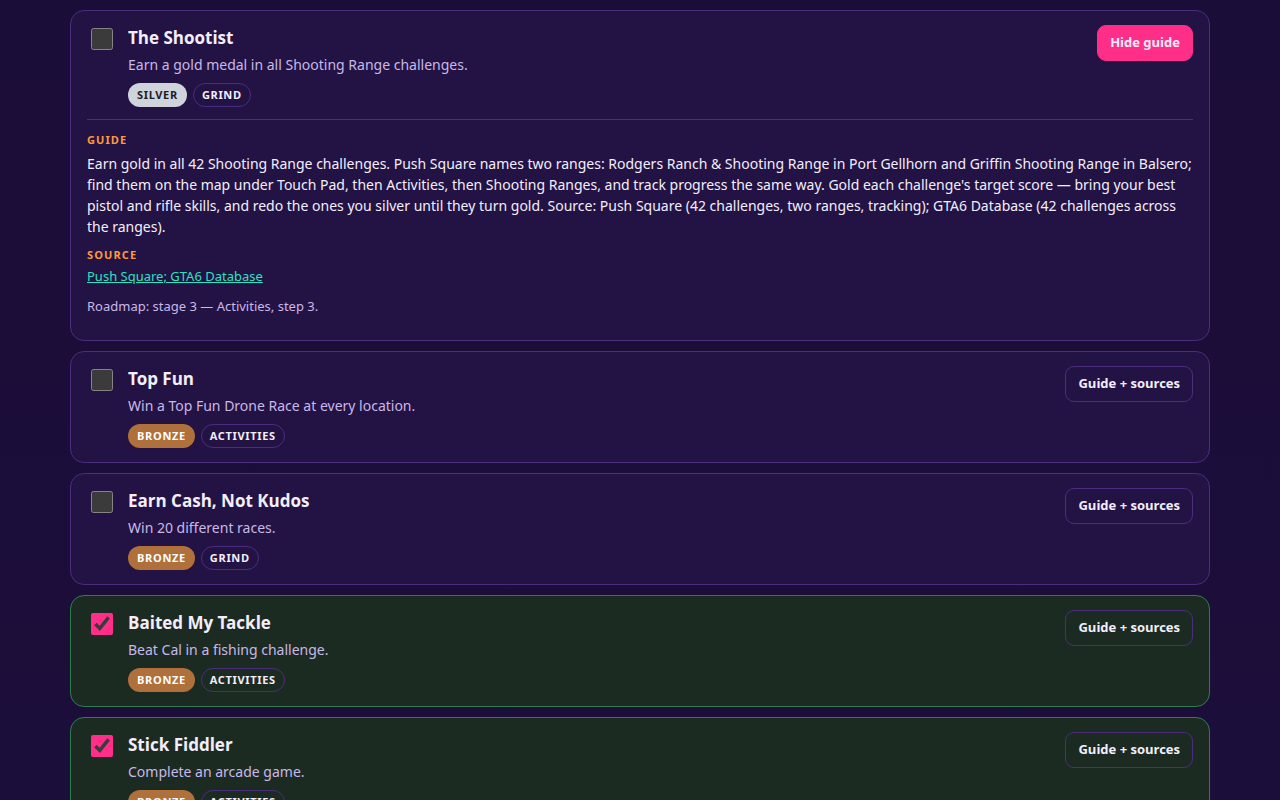 The Shootist
Hide guide
Earn a gold medal in all Shooting Range challenges.
SILVER GRIND
GUIDE
Earn gold in all 42 Shooting Range challenges. Push Square names two ranges: Rodgers Ranch & Shooting Range in Port Gellhorn and Griffin Shooting Range in Balsero;
find them on the map under Touch Pad, then Activities, then Shooting Ranges, and track progress the same way. Gold each challenge's target score — bring your best
pistol and rifle skills, and redo the ones you silver until they turn gold. Source: Push Square (42 challenges, two ranges, tracking); GTA6 Database (42 challenges across
the ranges).
SOURCE
Push Square; GTA6 Database
Roadmap: stage 3 — Activities, step 3.
Top Fun
Guide + sources
Win a Top Fun Drone Race at every location.
BRONZE ACTIVITIES
Earn Cash, Not Kudos
Guide + sources
Win 20 different races.
BRONZE GRIND
Baited My Tackle
Guide + sources
Beat Cal in a fishing challenge.
BRONZE ACTIVITIES
Stick Fiddler
Guide + sources
Complete an arcade game.
BRONZE ACTIVITIES